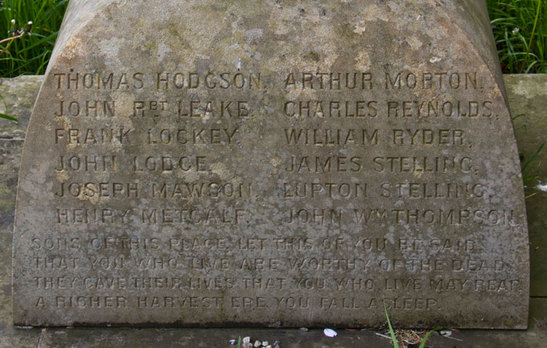 THOMAS HODGSON. ARTHUR MORTON.
JOHN RBT LEAKE. CHARLES REYNOLDS.
FRANK LOCKEY. WILLIAM RYDER.
JOHN LODGE. JAMES STELLING.
JOSEPH MAWSON. LUPTON STELLING.
HENRY METCALF. JOHN WM THOMPSON.
SONS OF THIS PLACE, LET THIS OF YOU BE SAID,
THAT YOU WHO LIVE ARE WORTHY OF THE DEAD,
THEY GAVE THEIR LIVES THAT YOU WHO LIVE MAY REAP
A RICHER HARVEST ERE YOU FALL ASLEEP.